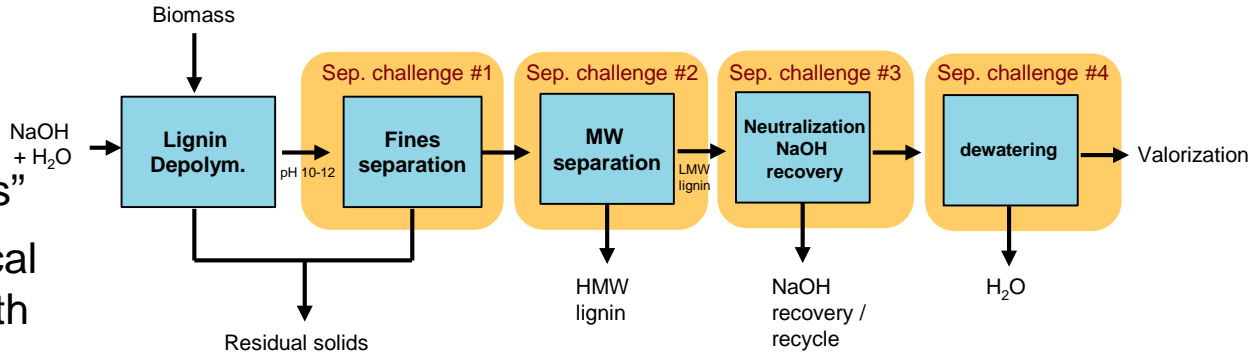 Biomass
Sep. challenge #1
Sep. challenge #2
Sep. challenge #3
Sep. challenge #4
NaOH
+ H₂O
Lignin
Depolym.
pH 10-12
Fines
separation
MW
separation
LMW
lignin
Neutralization
NaOH
recovery
dewatering
Valorization
s”
cal
th
Residual solids
HMW
lignin
NaOH
recovery /
recycle
H₂O